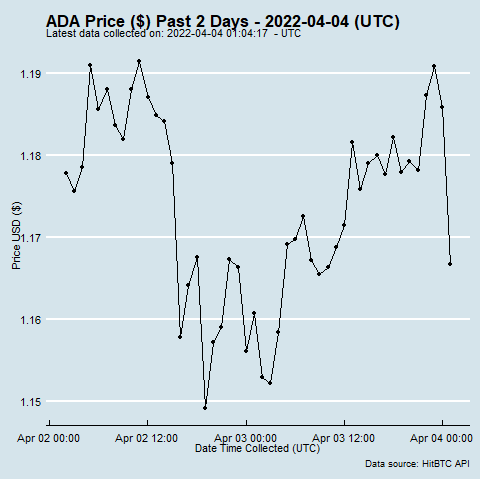 ADA Price ($) Past 2 Days - 2022-04-04 (UTC)
Latest data collected on: 2022-04-04 01:04:17  - UTC
1.19
1.18
1.17
1.16
1.15
Price USD ($)
Apr 02 00:00
Apr 02 12:00
Apr 03 00:00
Apr 03 12:00
Apr 04 00:00
Date Time Collected (UTC)
Data source: HitBTC API